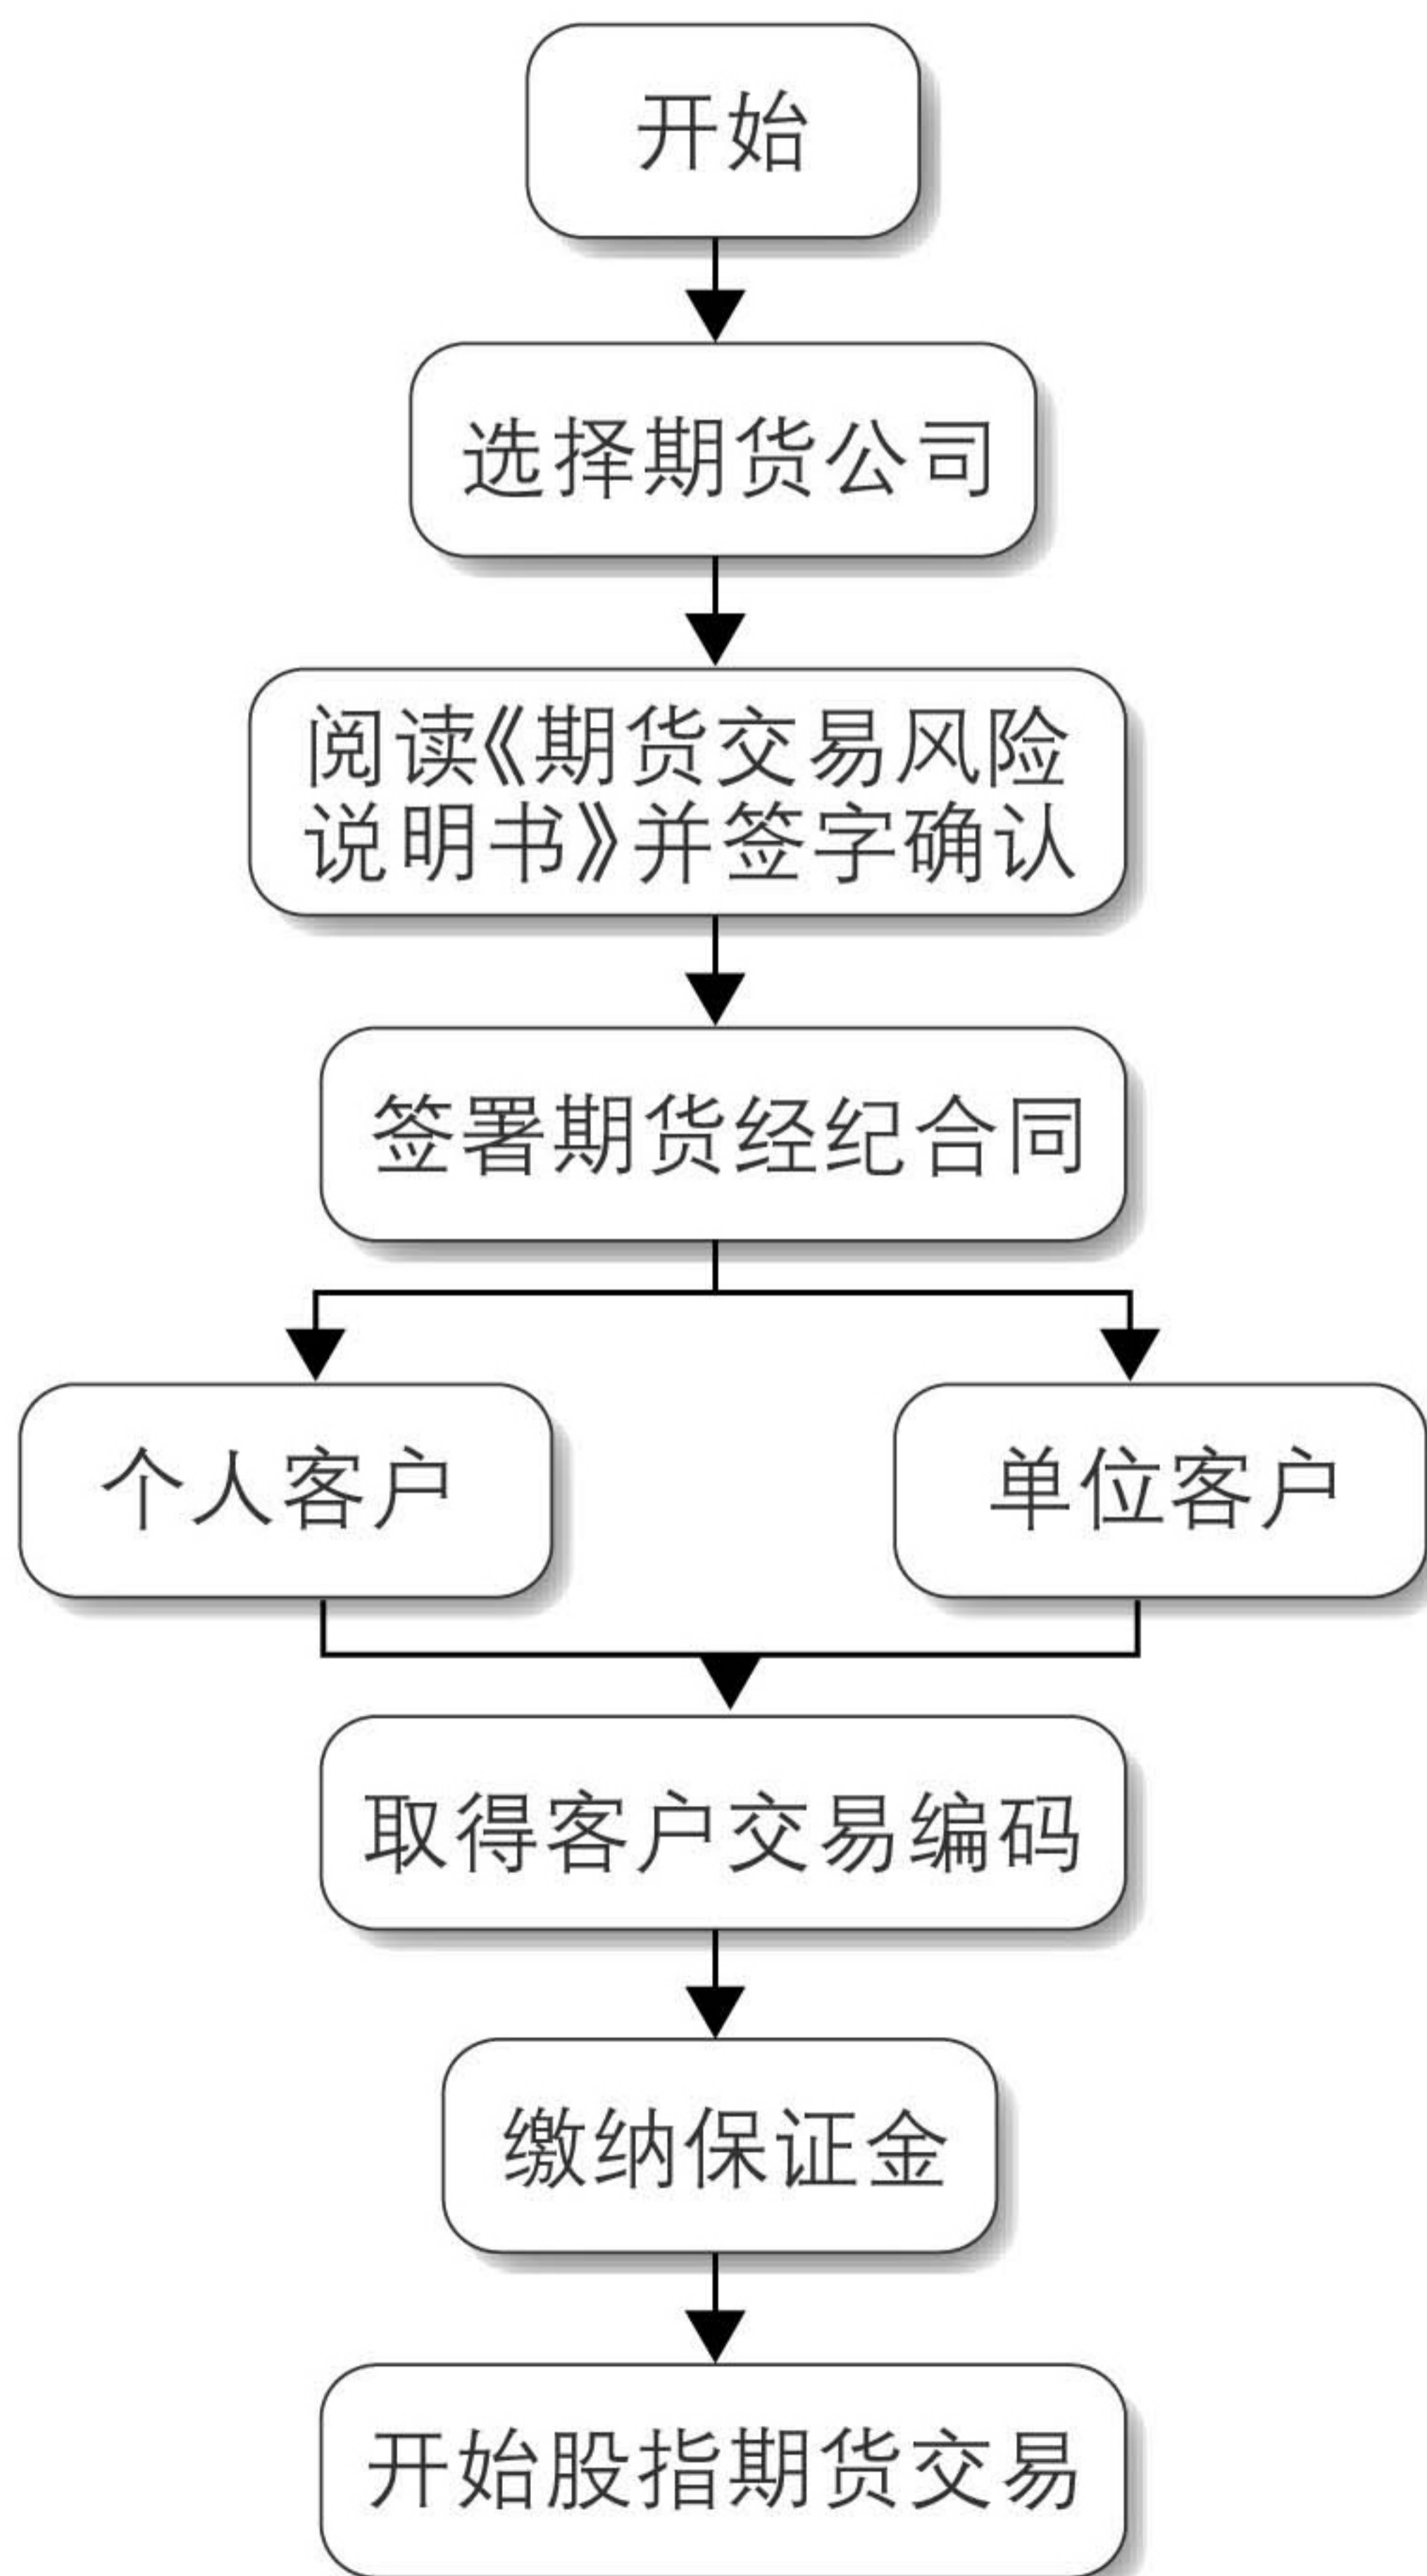 开始
选择期货公司
阅读《期货交易风险
说明书》并签字确认
签署期货经纪合同
个人客户
单位客户
取得客户交易编码
缴纳保证金
开始股指期货交易